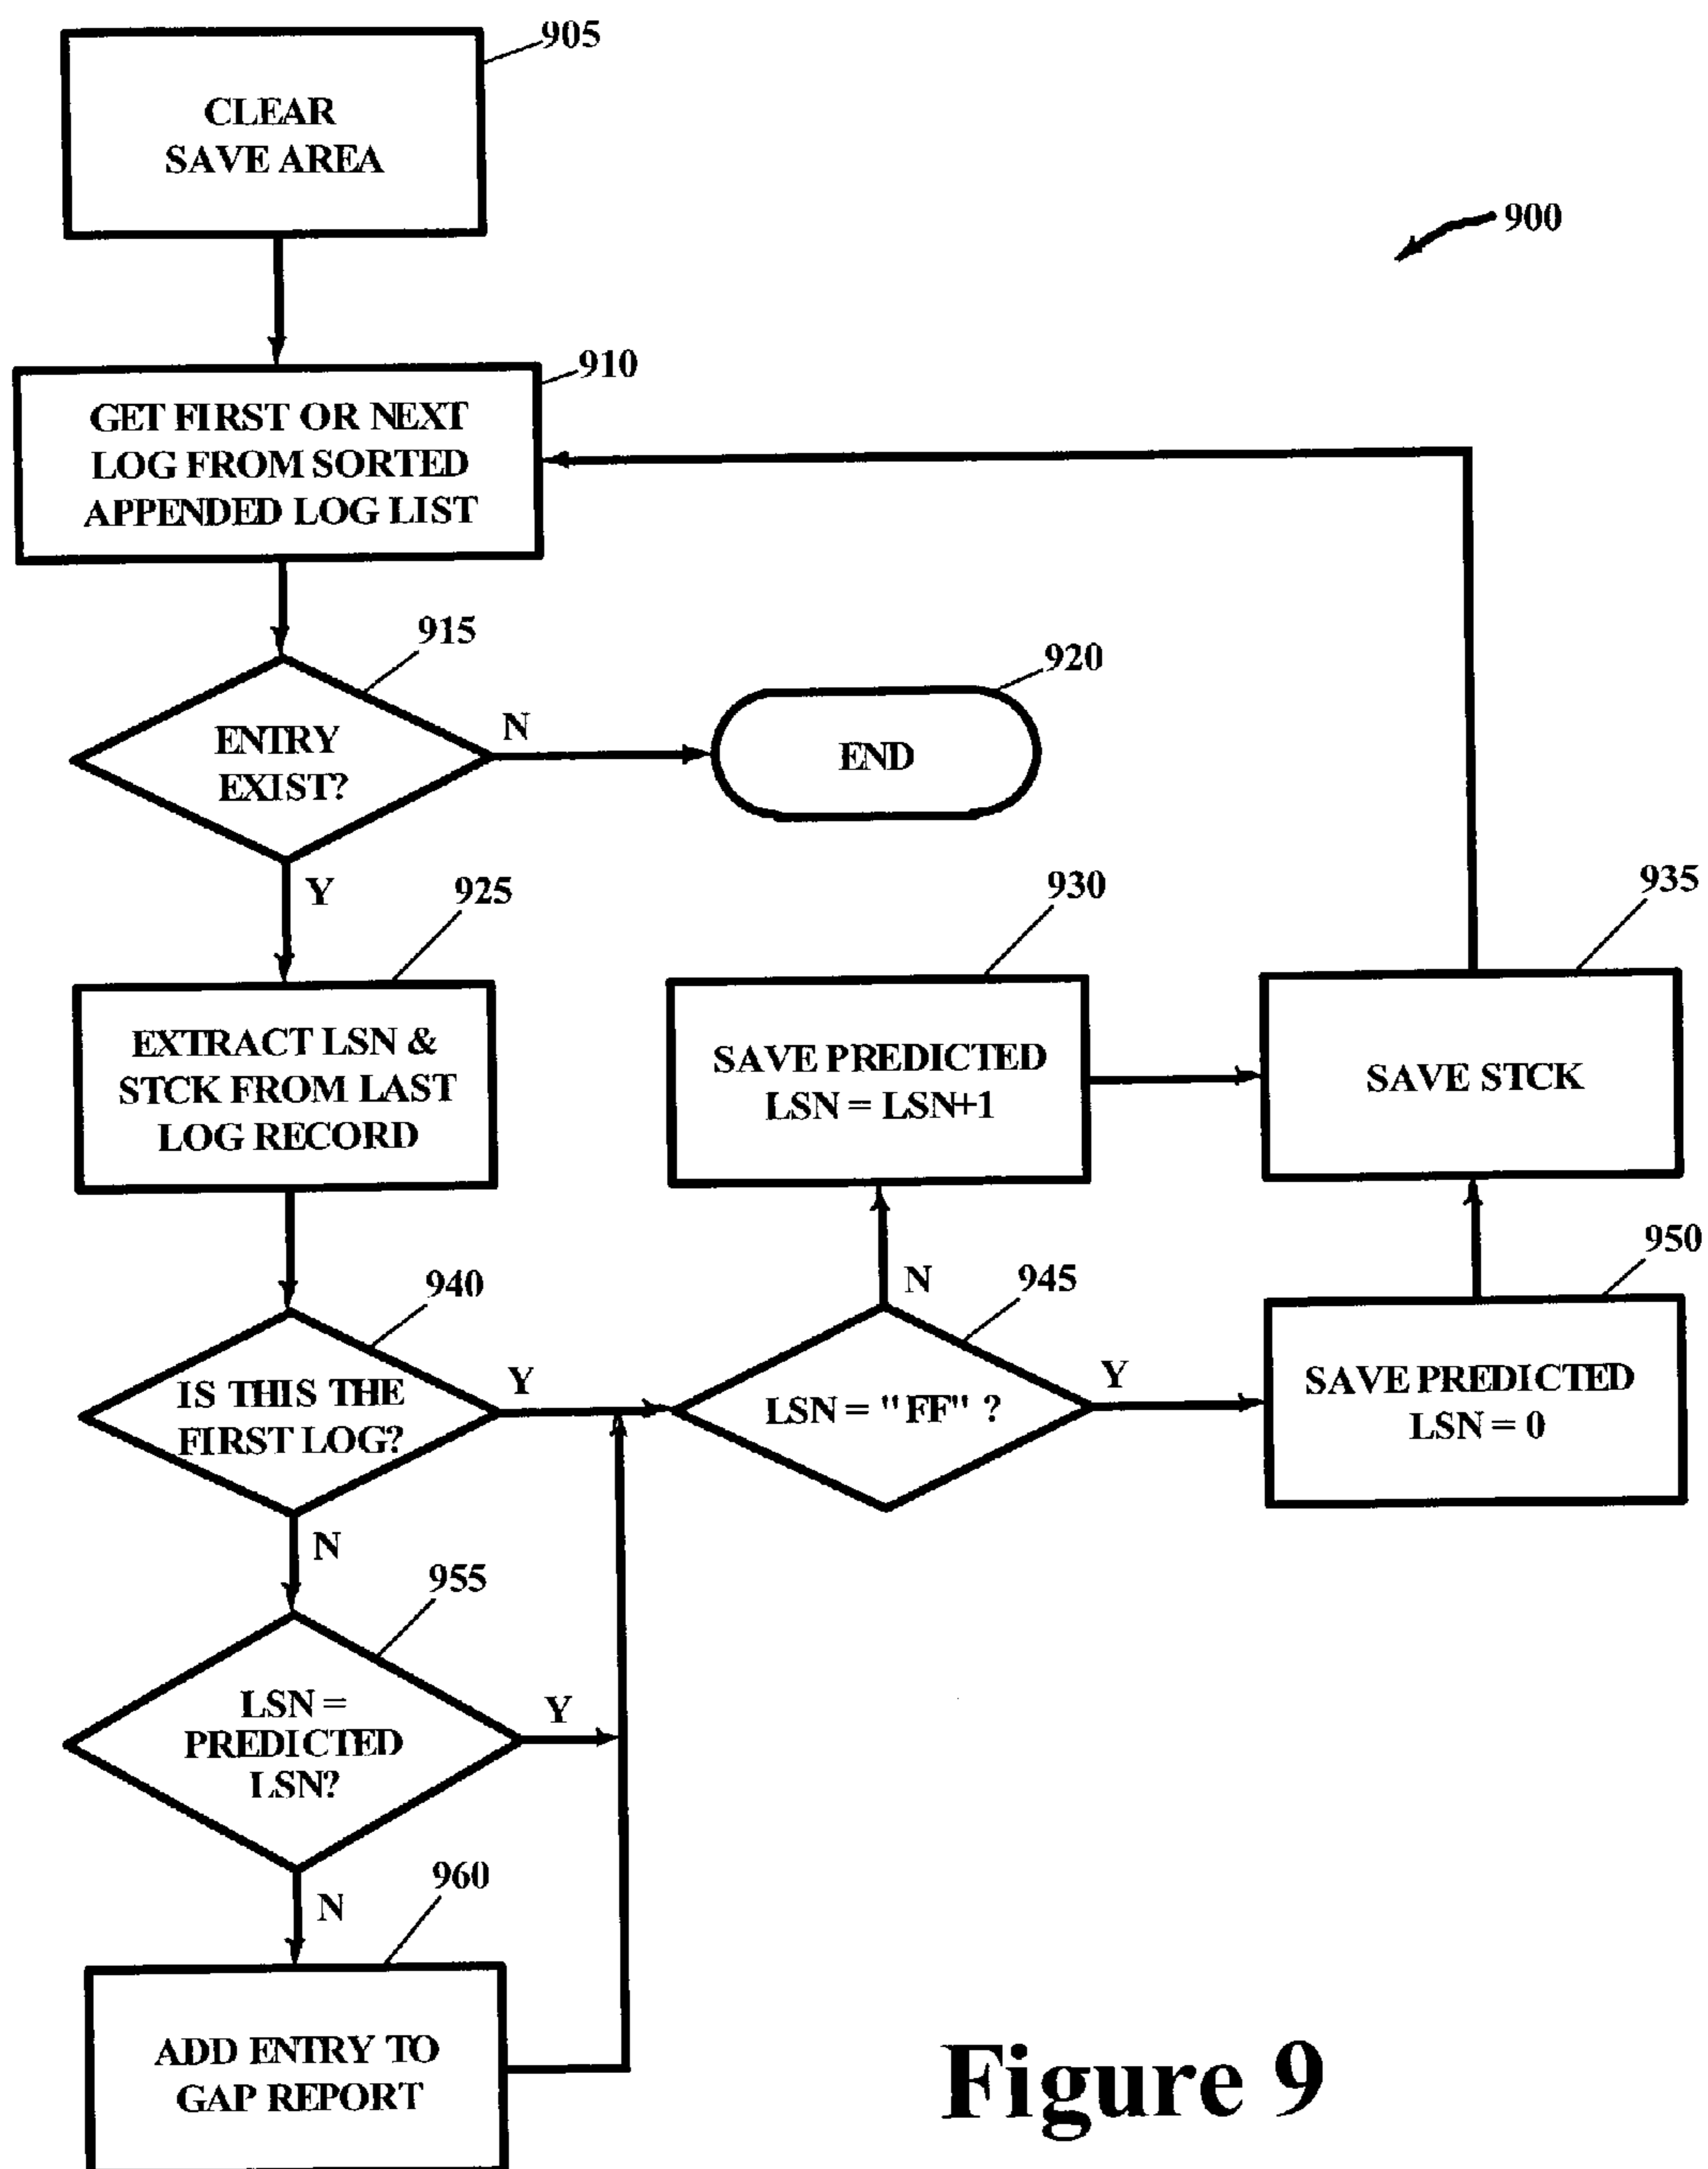 905
CLEAR
SAVE AREA
900
910
GET FIRST OR NEXT
LOG FROM SORTED
APPENDED LOG LIST
915
920
ENTRY
EXIST?
N
END
Y
925
930
935
EXTRACT LSN &
STCK FROM LAST
LOG RECORD
SAVE PREDICTED
LSN = LSN+1
SAVE STCK
940
N
945
950
IS THIS THE
FIRST LOG?
Y
LSN = "FF" ?
Y
SAVE PREDICTED
LSN = 0
N
955
LSN =
PREDICTED
LSN?
Y
960
N
ADD ENTRY TO
GAP REPORT
Figure 9